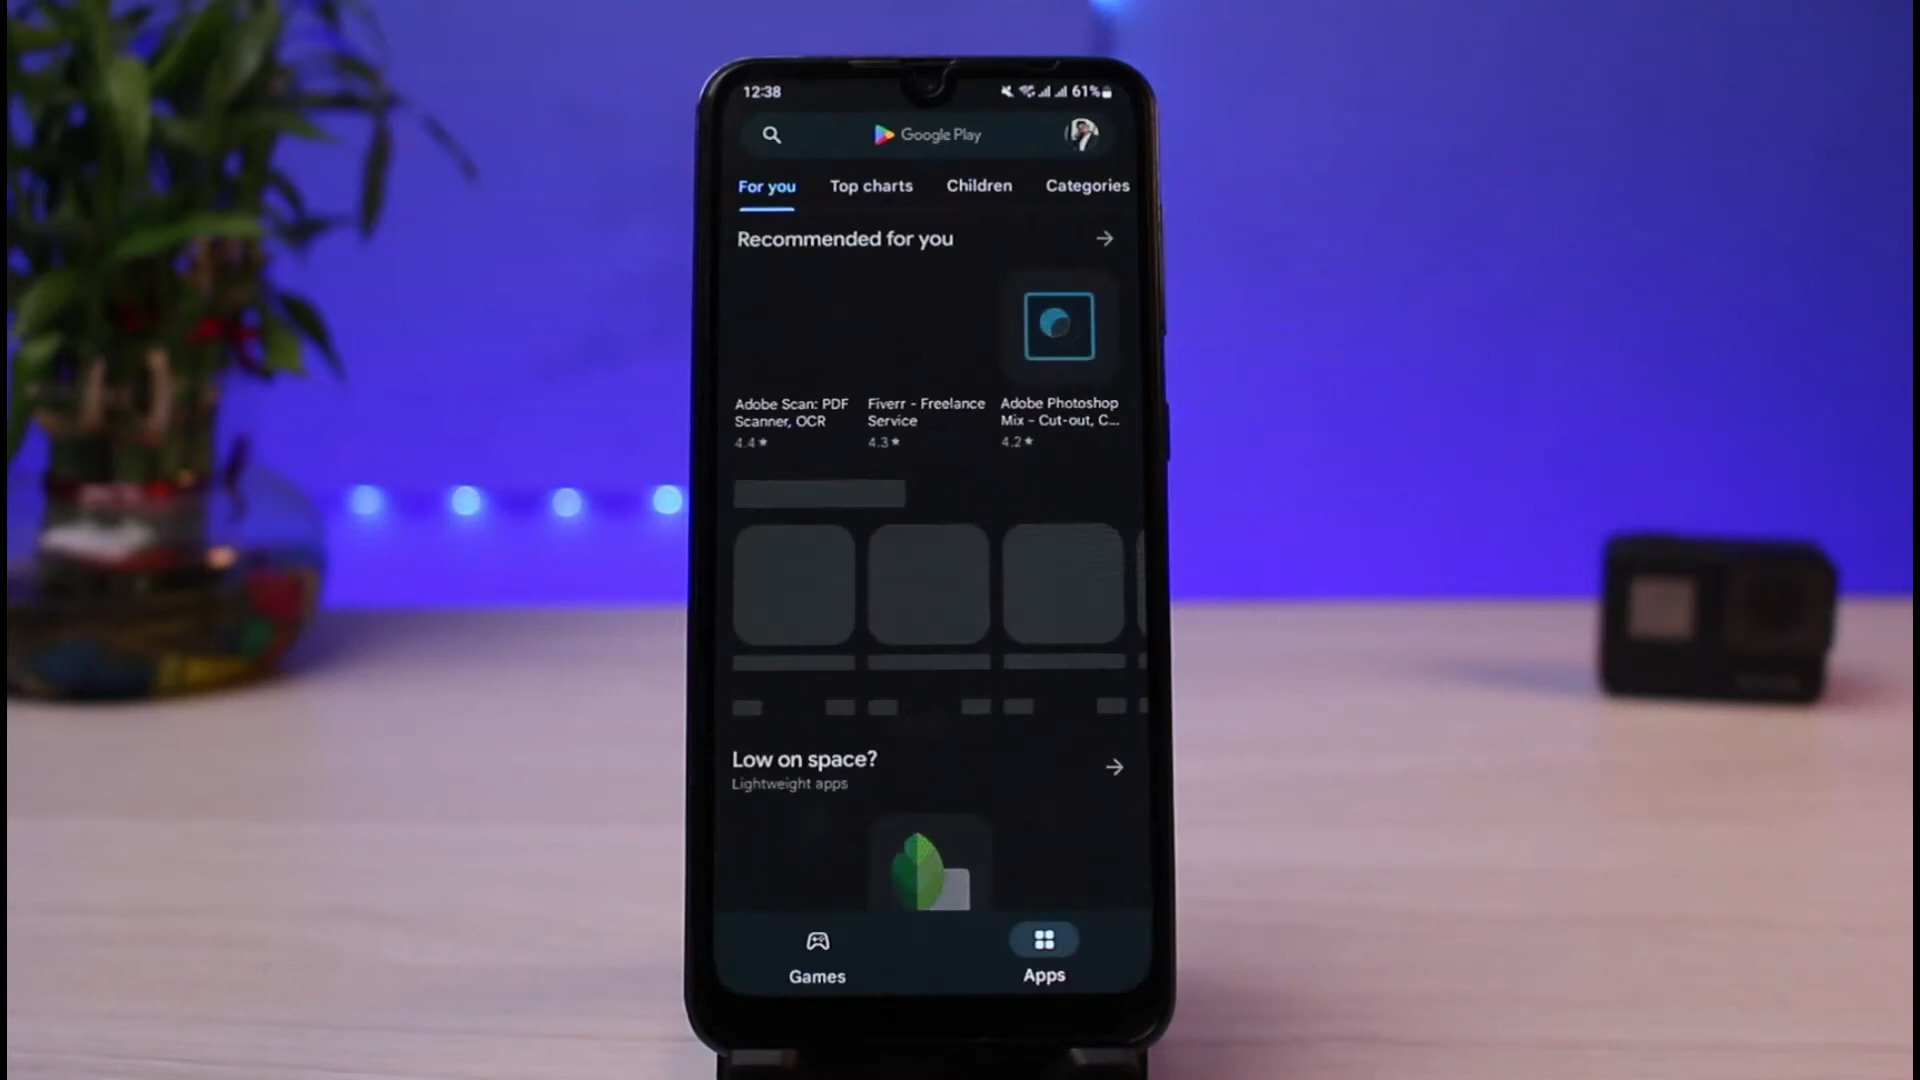 12:38 61%
Google Play
For you Top charts Children Categories
Recommended for you
Adobe Scan: PDF Scanner, OCR
4.4★
Fiverr - Freelance Service
4.3★
Adobe Photoshop Mix - Cut-out, C...
4.2★
Low on space?
Lightweight apps
Games Apps